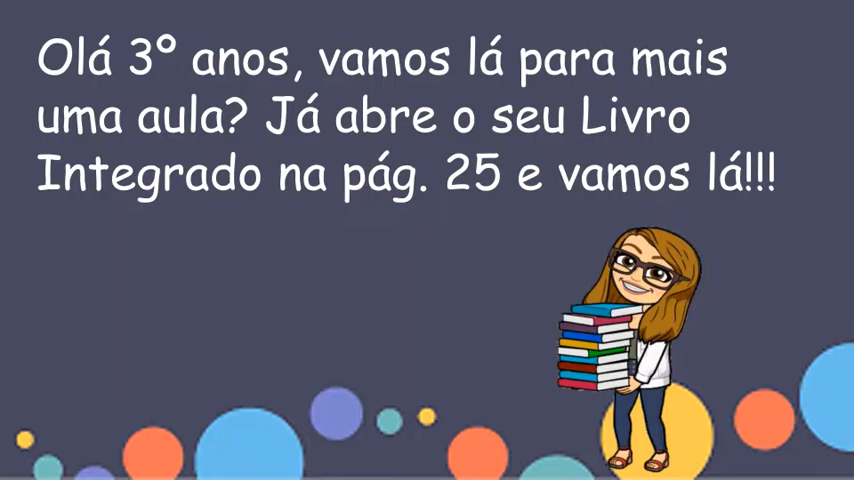 Olá 3º anos, vamos lá para mais
uma aula? Já abre o seu Livro
Integrado na pág. 25 e vamos lá!!!